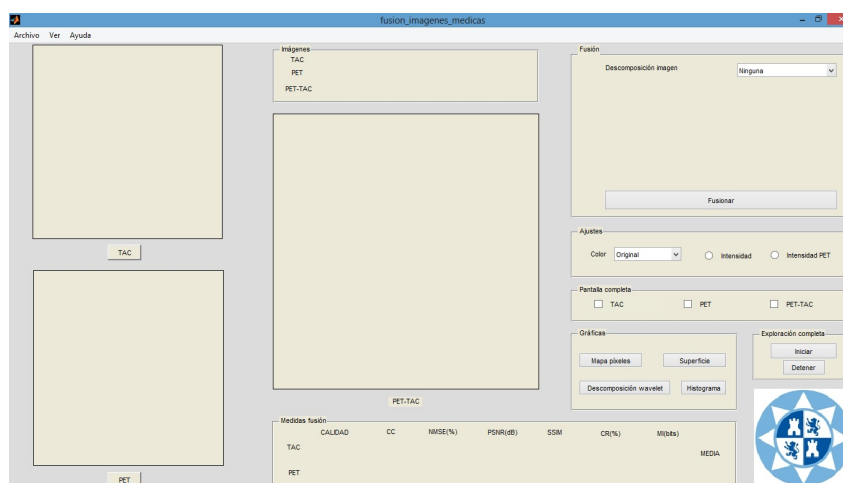 fusion_imagenes_medicas
Archivo Ver Ayuda
TAC
PET
Imágenes
TAC
PET
PET-TAC
PET-TAC
Fusión
Descomposición imagen Ninguna
Fusionar
Ajustes
Color Original Intensidad Intensidad PET
Pantalla completa
TAC PET PET-TAC
Gráficas
Mapa píxeles Superficie
Descomposición wavelet Histograma
Exploración completa
Iniciar
Detener
Medidas fusión
CALIDAD CC NMSE(%) PSNR(dB) SSIM CR(%) MI(bits)
TAC
MEDIA
PET